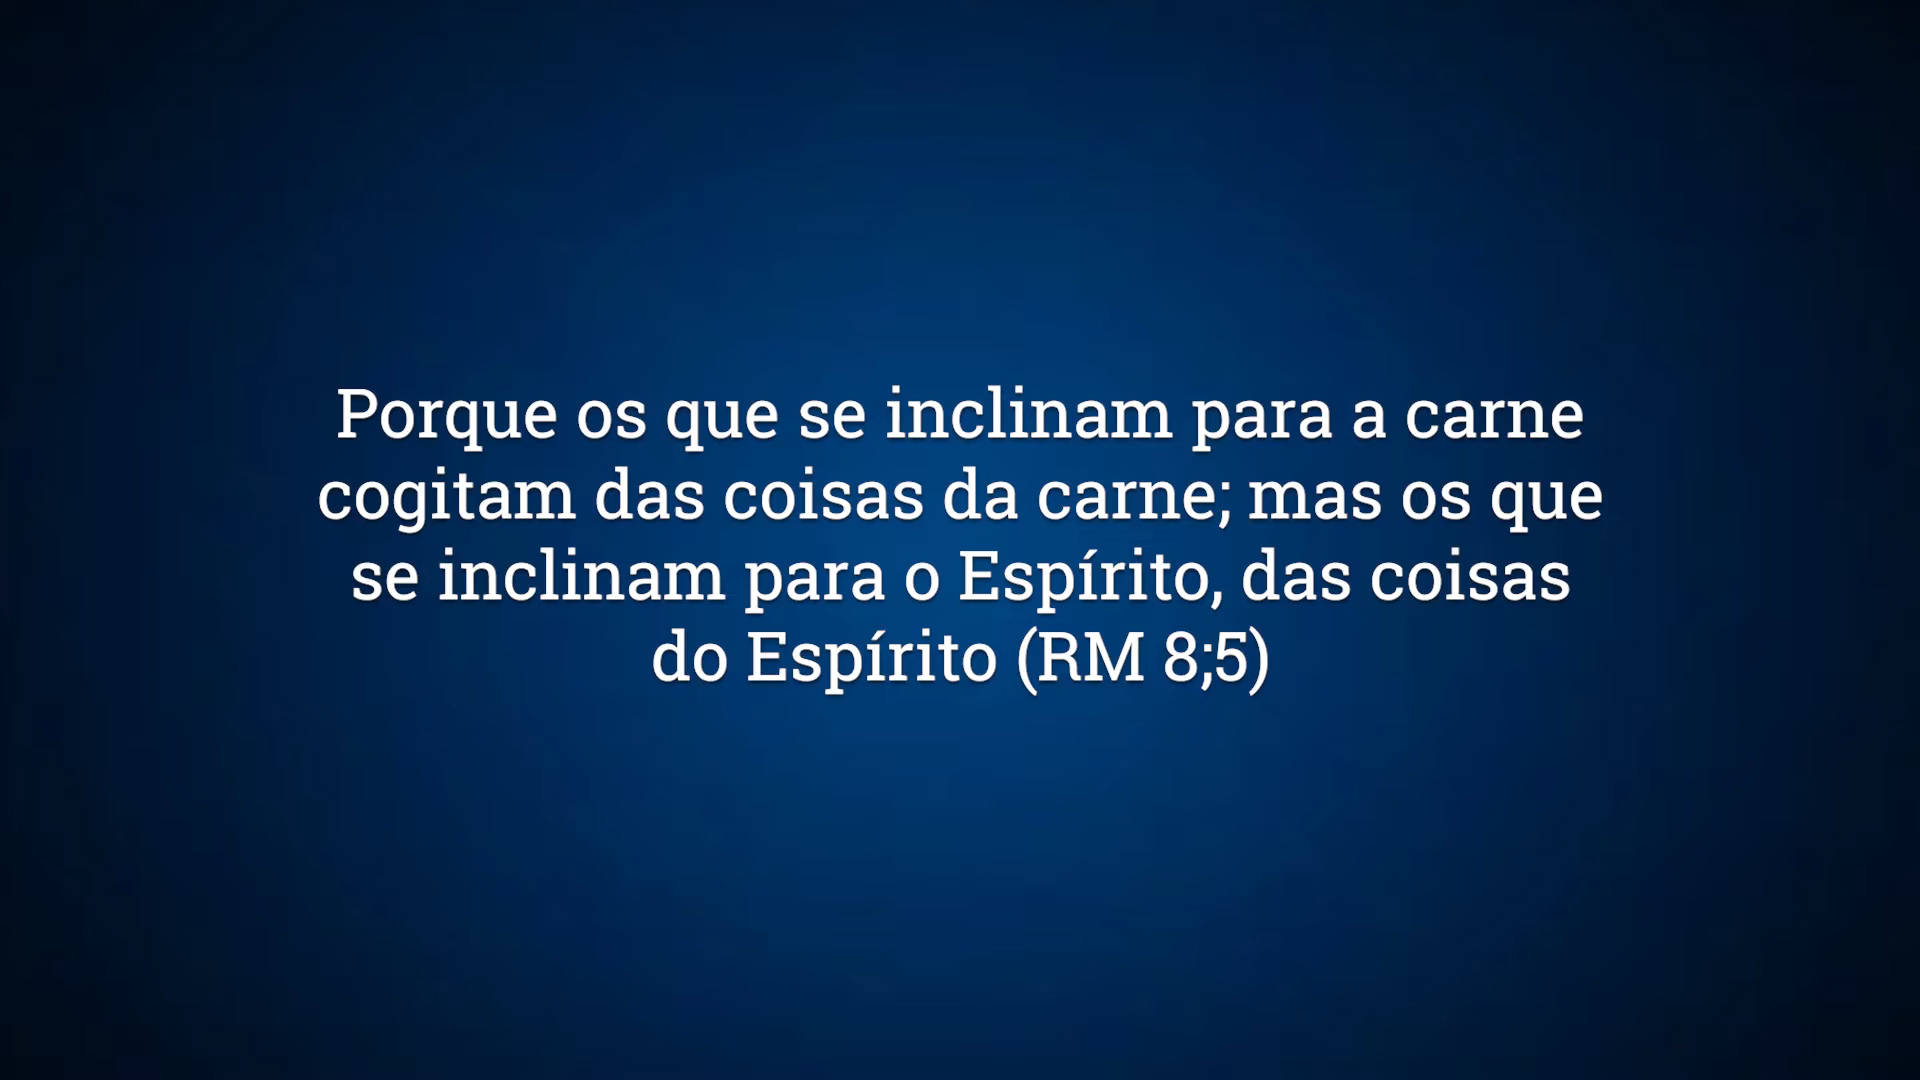 Porque os que se inclinam para a carne
cogitam das coisas da carne; mas os que
se inclinam para o Espírito, das coisas
do Espírito (RM 8;5)